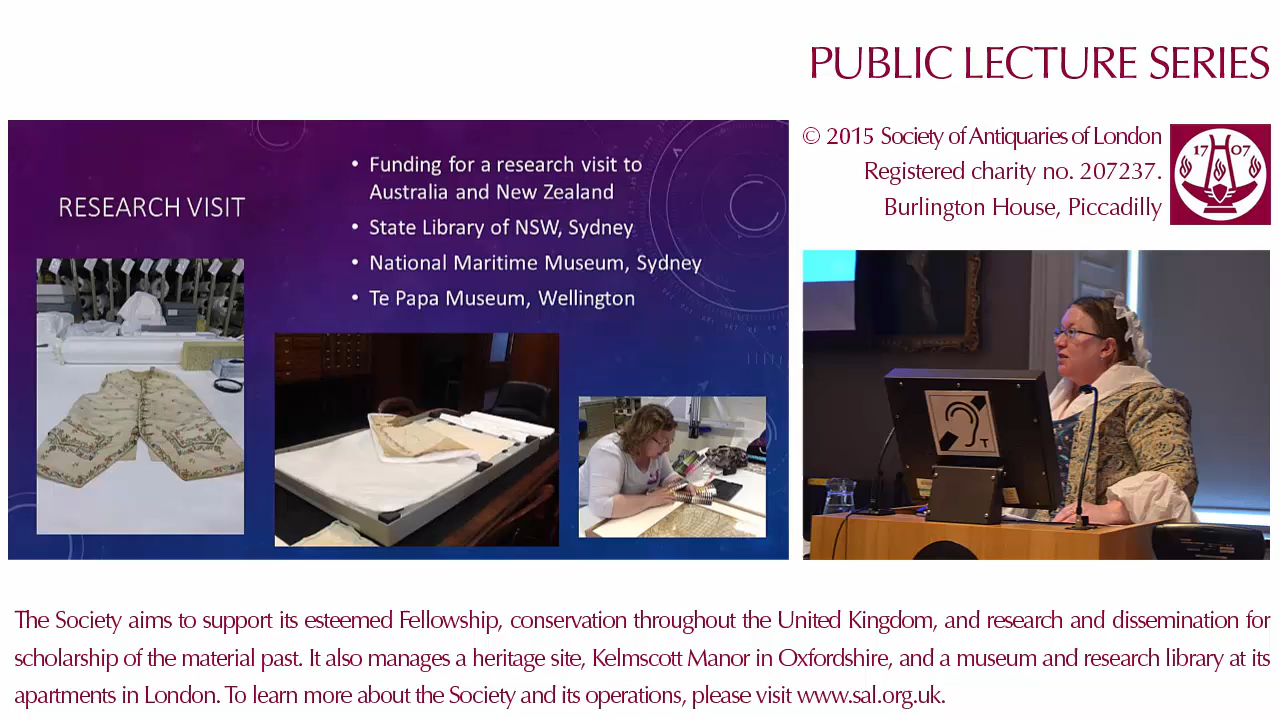 PUBLIC LECTURE SERIES
© 2015 Society of Antiquaries of London
Registered charity no. 207237.
Burlington House, Piccadilly
17 07
RESEARCH VISIT
• Funding for a research visit to
Australia and New Zealand
• State Library of NSW, Sydney
• National Maritime Museum, Sydney
• Te Papa Museum, Wellington
T
The Society aims to support its esteemed Fellowship, conservation throughout the United Kingdom, and research and dissemination for
scholarship of the material past. It also manages a heritage site, Kelmscott Manor in Oxfordshire, and a museum and research library at its
apartments in London. To learn more about the Society and its operations, please visit www.sal.org.uk.